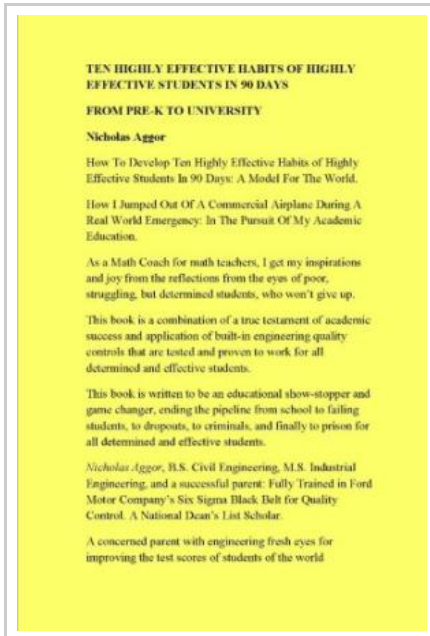 TEN HIGHLY EFFECTIVE HABITS OF HIGHLY
EFFECTIVE STUDENTS IN 90 DAYS
FROM PRE-K TO UNIVERSITY
Nicholas Aggor
How To Develop Ten Highly Effective Habits of Highly
Effective Students In 90 Days: A Model For The World.
How I Jumped Out Of A Commercial Airplane During A
Real World Emergency: In The Pursuit Of My Academic
Education.
As a Math Coach for math teachers, I get my inspirations
and joy from the reflections from the eyes of poor,
struggling, but determined students, who won't give up.
This book is a combination of a true testament of academic
success and application of built-in engineering quality
controls that are tested and proven to work for all
determined and effective students.
This book is written to be an educational show-stopper and
game changer, ending the pipeline from school to failing
students, to dropouts, to criminals, and finally to prison for
all determined and effective students.
Nicholas Aggor, B.S. Civil Engineering, M.S. Industrial
Engineering, and a successful parent: Fully Trained in Ford
Motor Company's Six Sigma Black Belt for Quality
Control. A National Dean's List Scholar.
A concerned parent with engineering fresh eyes for
improving the test scores of students of the world